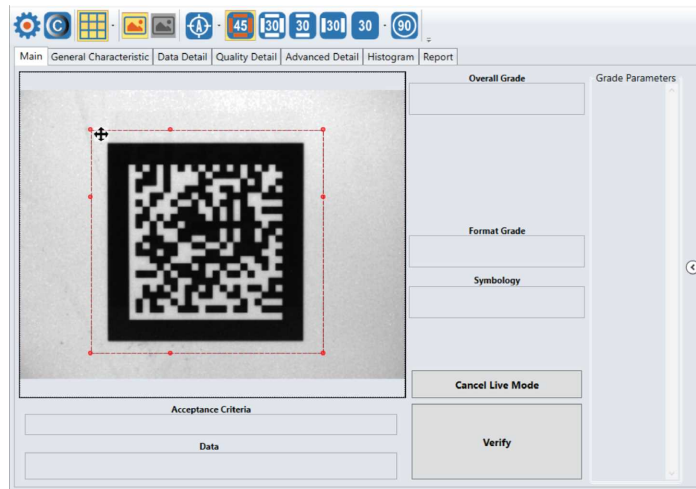 C A 45 30 30 30 30 90
Main General Characteristic Data Detail Quality Detail Advanced Detail Histogram Report
Overall Grade
Grade Parameters
Format Grade
Symbology
Cancel Live Mode
Acceptance Criteria
Verify
Data